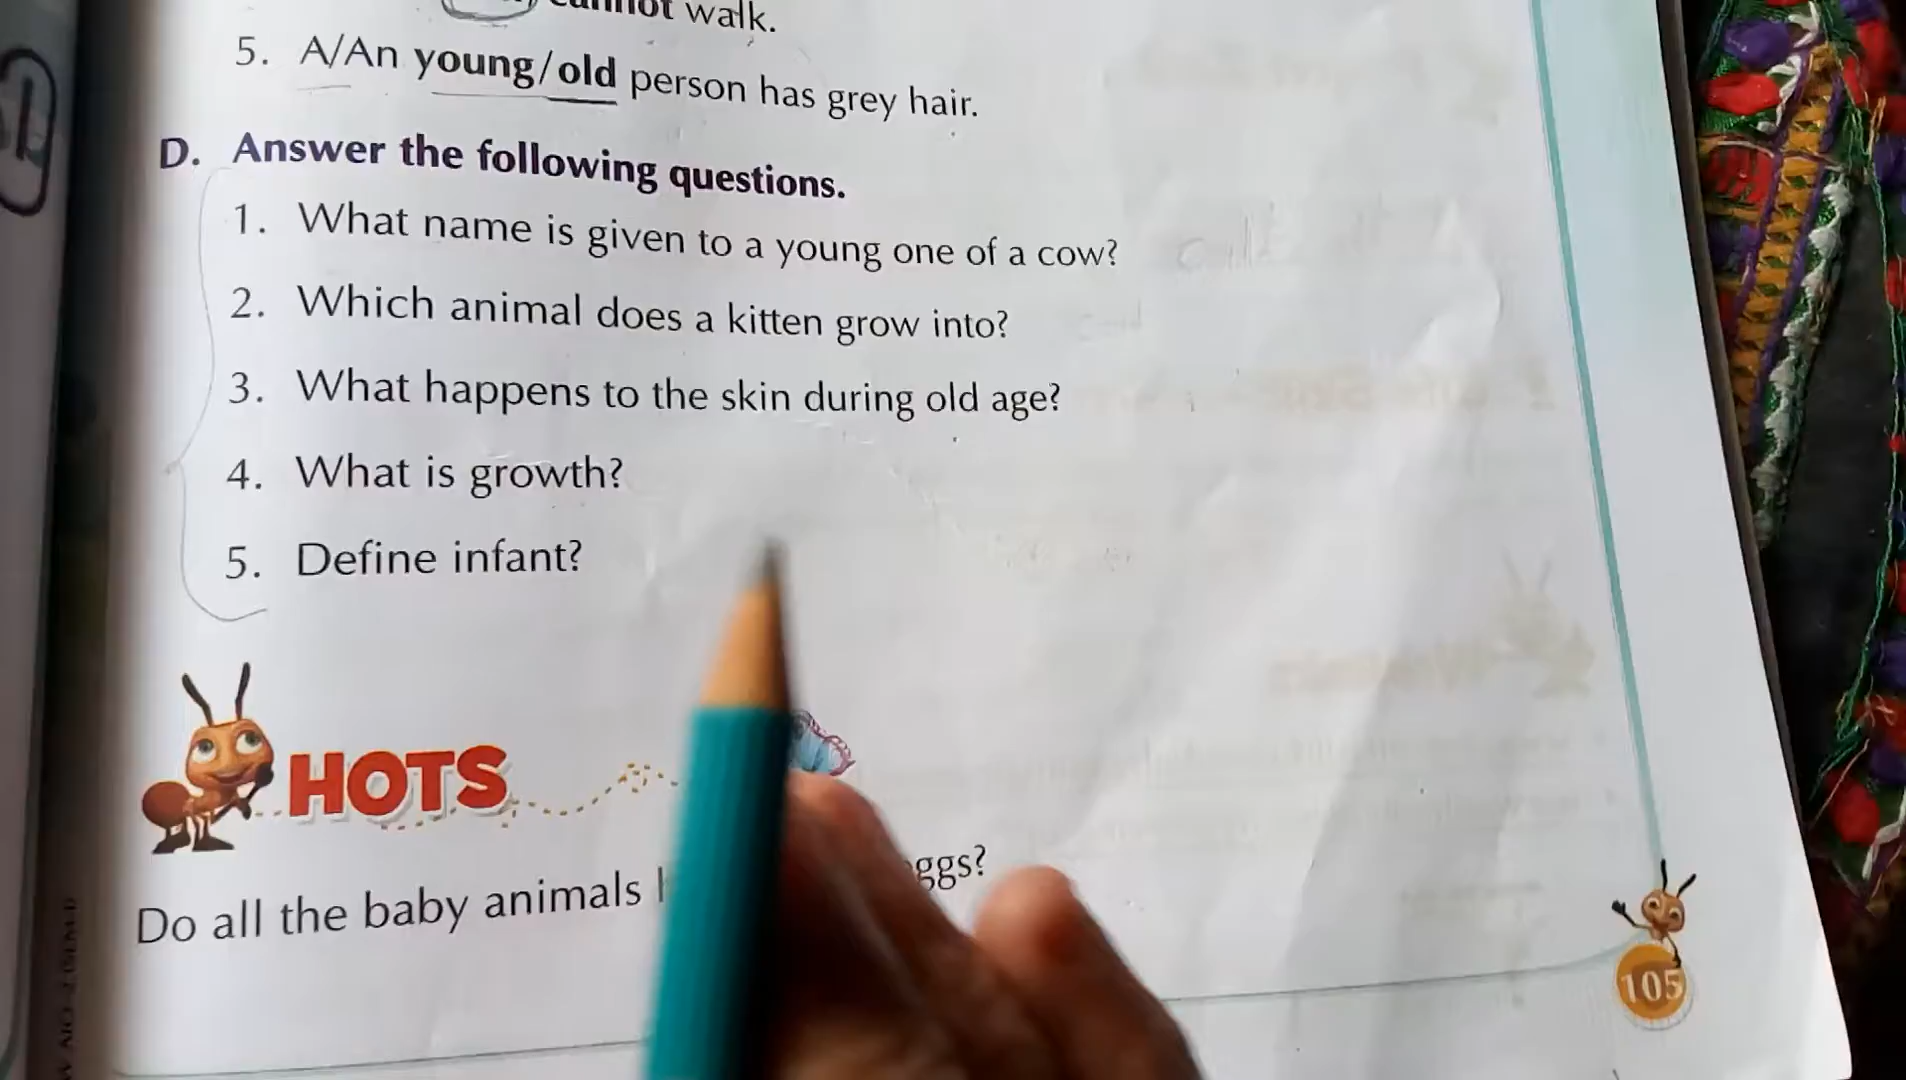 cannot walk.
5. A/An young/old person has grey hair.
D. Answer the following questions.
1. What name is given to a young one of a cow?
2. Which animal does a kitten grow into?
3. What happens to the skin during old age?
4. What is growth?
5. Define infant?
HOTS
Do all the baby animals ggs?
105